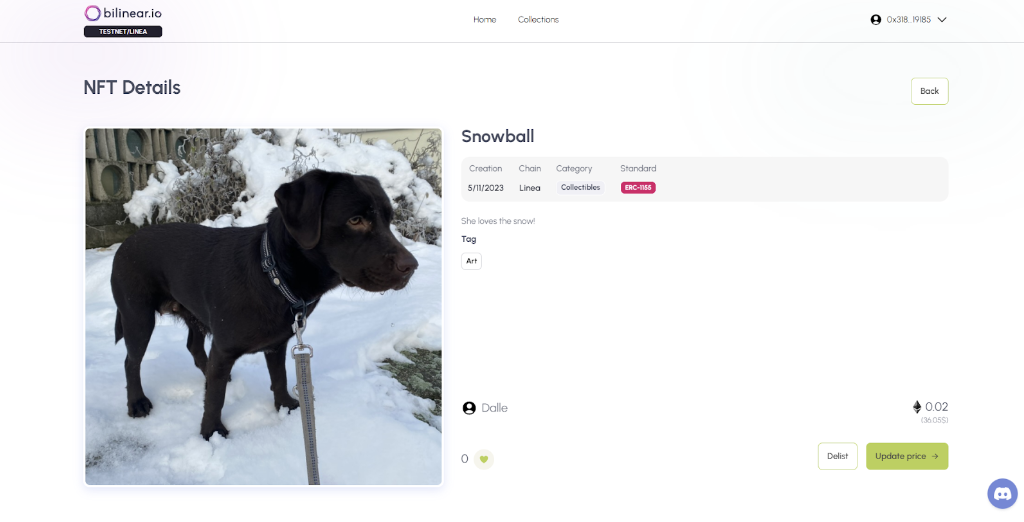 bilinear.io
TESTNET/LINEA
Home
Collections
0x318...19185
NFT Details
Back
Snowball
Creation
Chain
Category
Standard
5/11/2023
Linea
Collectibles
ERC-1155
She loves the snow!
Tag
Art
Dalle
0.02
(36.05$)
0
Delist
Update price →